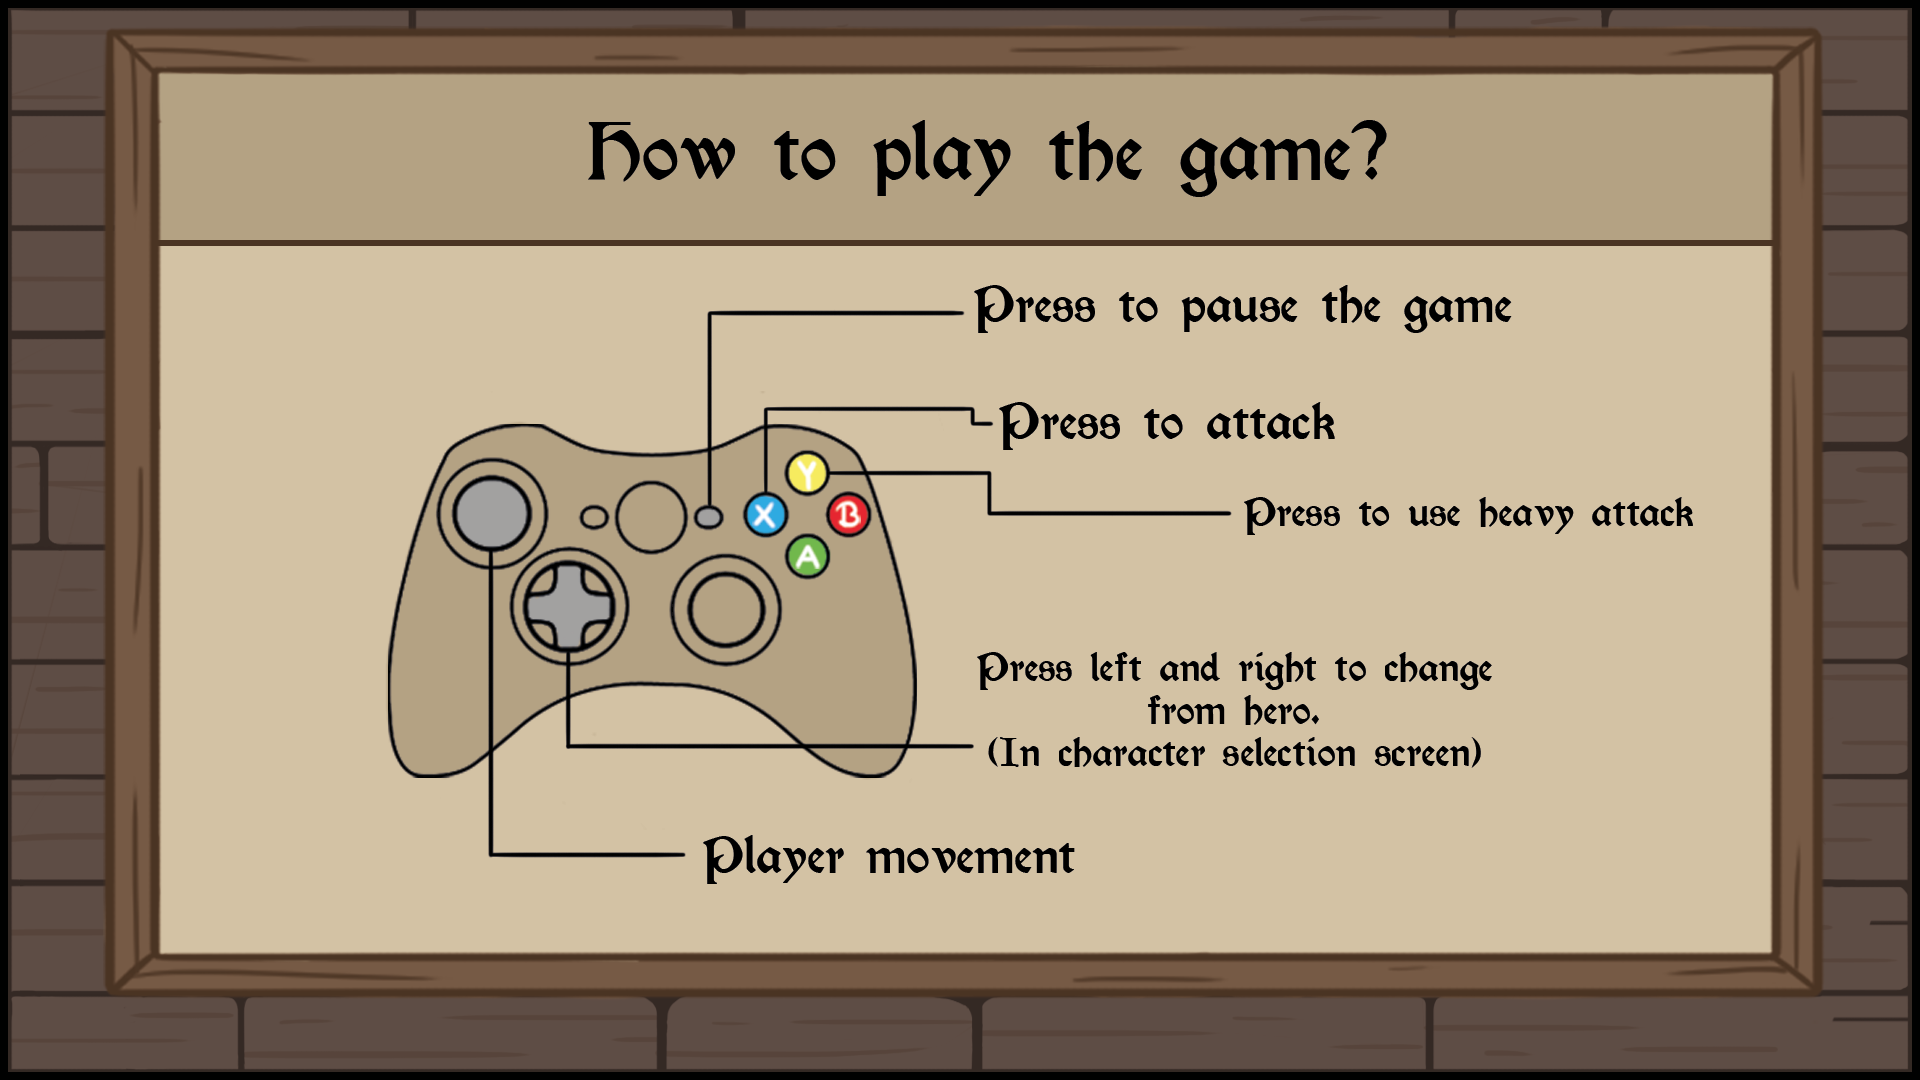 How to play the game?
Press to pause the game
Press to attack
Y
Press to use heavy attack
X
B
A
Press left and right to change
from hero.
(In character selection screen)
Player movement